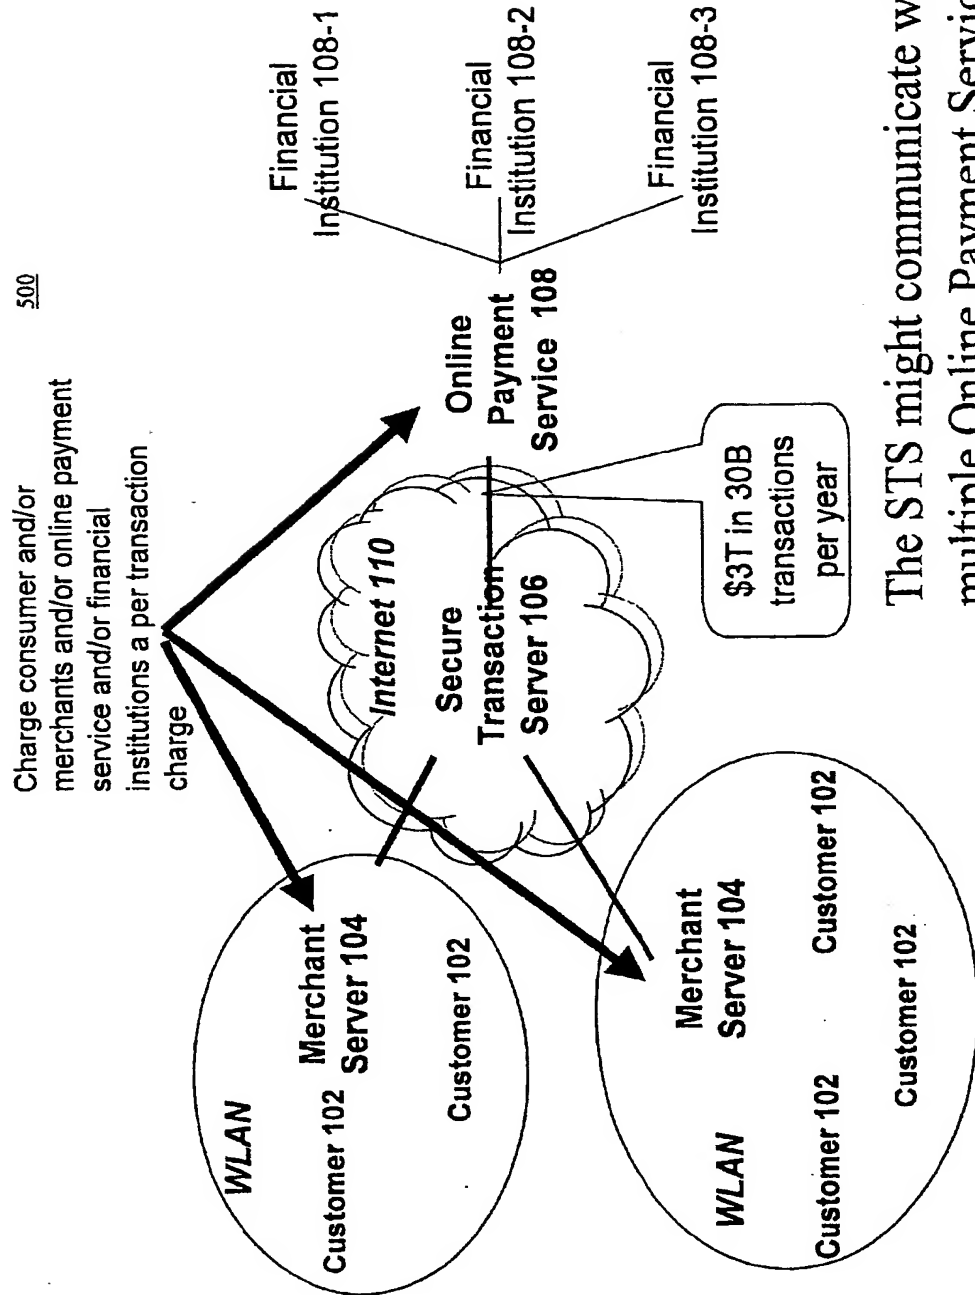 500
Charge consumer and/or
merchants and/or online payment
service and/or financial
institutions a per transaction
charge
WLAN
Customer 102
Merchant
Server 104
Customer 102
Internet 110
Secure
Transaction
Server 106
Online
Payment
Service 108
Financial
Institution 108-1
Financial
Institution 108-2
Financial
Institution 108-3
$3T in 30B
transactions
per year
WLAN
Customer 102
Merchant
Server 104
Customer 102
Customer 102
The STS might communicate w
multiple Online Payment Servic